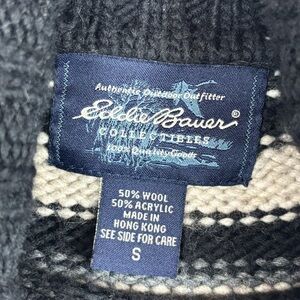 Authentic Outdoor Outfitter
Eddie Bauer®
COLLECTIBLES
100% Quality Goods
50% WOOL
50% ACRYLIC
MADE IN
HONG KONG
SEE SIDE FOR CARE
S